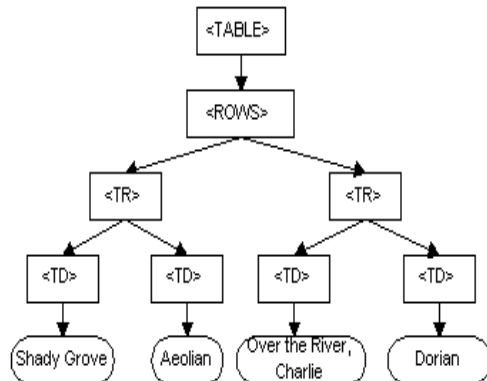 <TABLE>
<ROWS>
<TR> <TR>
<TD> <TD> <TD> <TD>
Shady Grove Aeolian Over the River, Dorian
Charlie